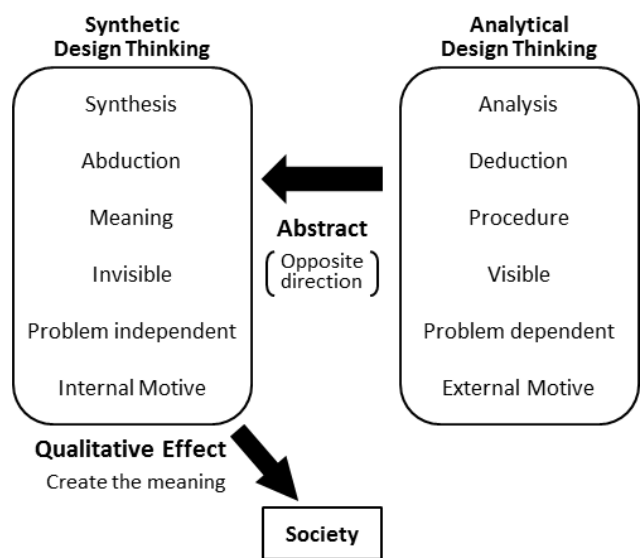 Synthetic
Design Thinking
Synthesis
Abduction
Meaning
Invisible
Problem independent
Internal Motive
Abstract
Opposite
direction
Analytical
Design Thinking
Analysis
Deduction
Procedure
Visible
Problem dependent
External Motive
Qualitative Effect
Create the meaning
Society